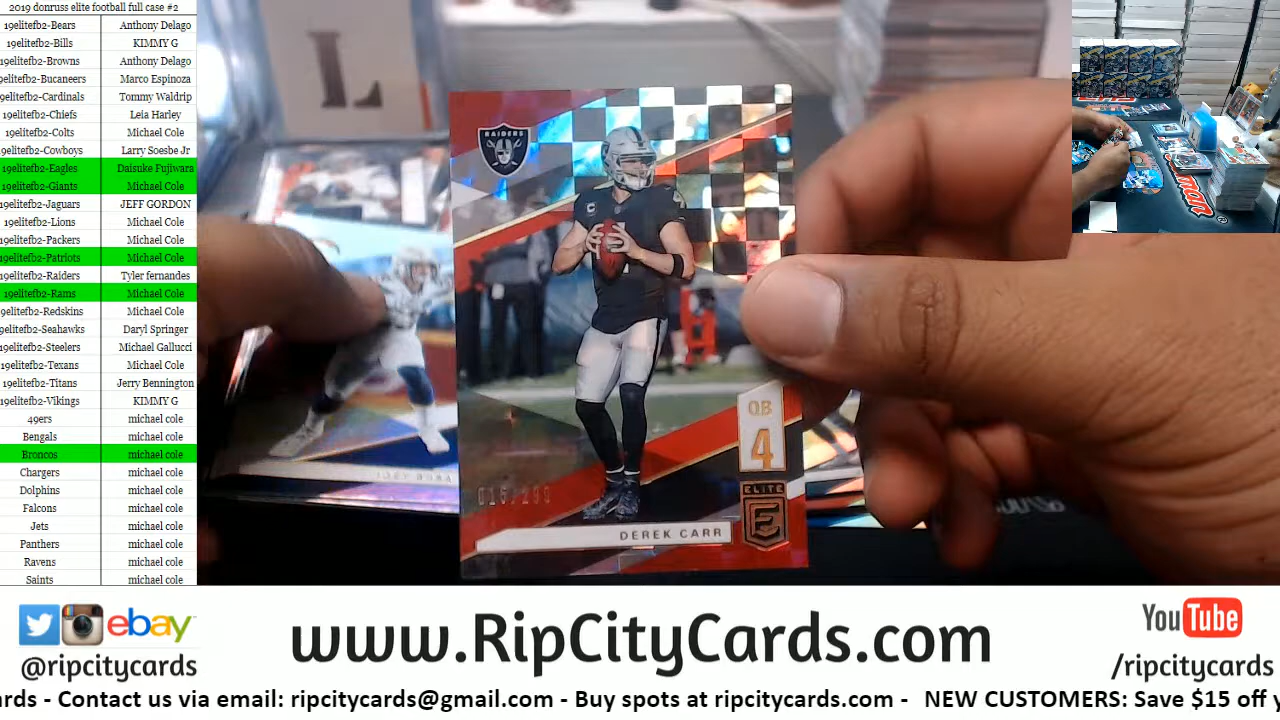 2019 donruss elite football full case #2
19elitefb2-Bears Anthony Delago
19elitefb2-Bills KIMMY G
19elitefb2-Browns Anthony Delago
9elitefb2-Bucaneers Marco Espinoza
9elitefb2-Cardinals Tommy Waldrip
19elitefb2-Chiefs Leia Harley
19elitefb2-Colts Michael Cole
9elitefb2-Cowboys Larry Soesbe Jr
19elitefb2-Eagles Daisuke Fujiwara
19elitefb2-Giants Michael Cole
19elitefb2-Jaguars JEFF GORDON
19elitefb2-Lions Michael Cole
19elitefb2-Packers Michael Cole
19elitefb2-Patriots Michael Cole
19elitefb2-Raiders Tyler fernandes
19elitefb2-Rams Michael Cole
9elitefb2-Redskins Michael Cole
9elitefb2-Seahawks Daryl Springer
19elitefb2-Steelers Michael Gallucci
19elitefb2-Texans Michael Cole
19elitefb2-Titans Jerry Bennington
19elitefb2-Vikings KIMMY G
49ers michael cole
Bengals michael cole
Broncos michael cole
Chargers michael cole
Dolphins michael cole
Falcons michael cole
Jets michael cole
Panthers michael cole
Ravens michael cole
Saints michael cole
L
RAIDERS
QB
4
ELITE
E
DEREK CARR
ebay
@ripcitycards
www.RipCityCards.com
YouTube
/ripcitycards
ards - Contact us via email: ripcitycards@gmail.com - Buy spots at ripcitycards.com - NEW CUSTOMERS: Save $15 off y